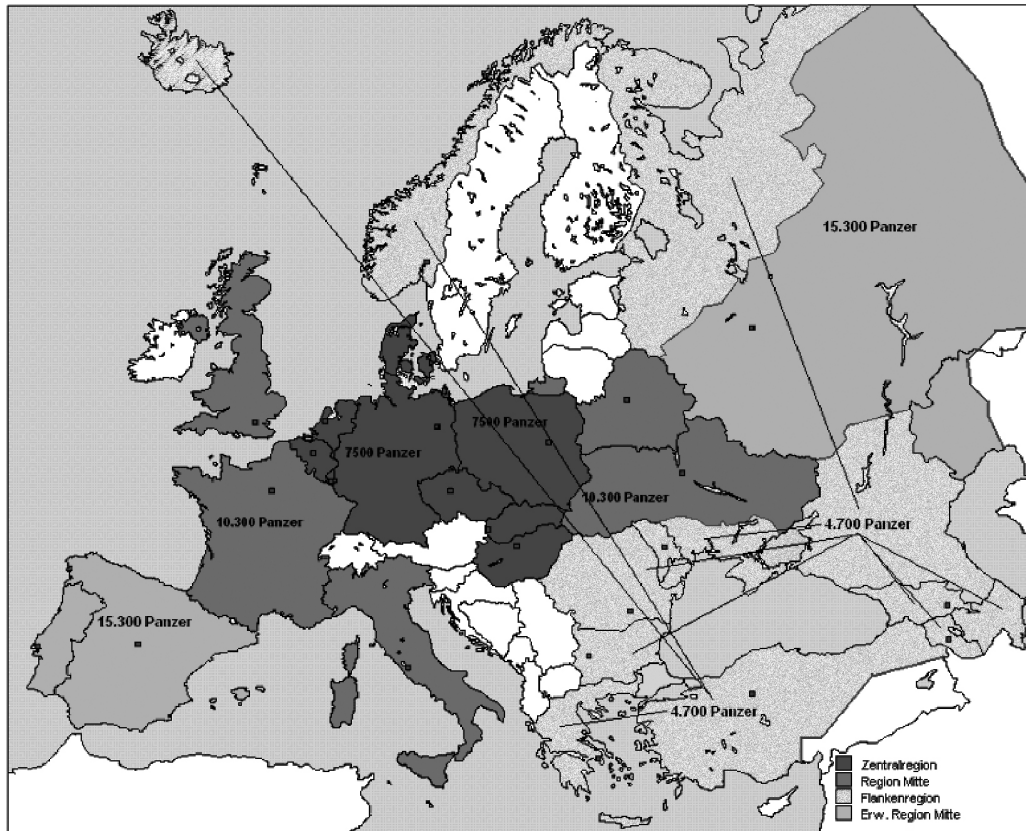 15.300 Panzer
7500 Panzer
7500 Panzer
10.300 Panzer
10.300 Panzer
4.700 Panzer
15.300 Panzer
4.700 Panzer
Zentralregion
Region Mitte
Flankenregion
Erw. Region Mitte